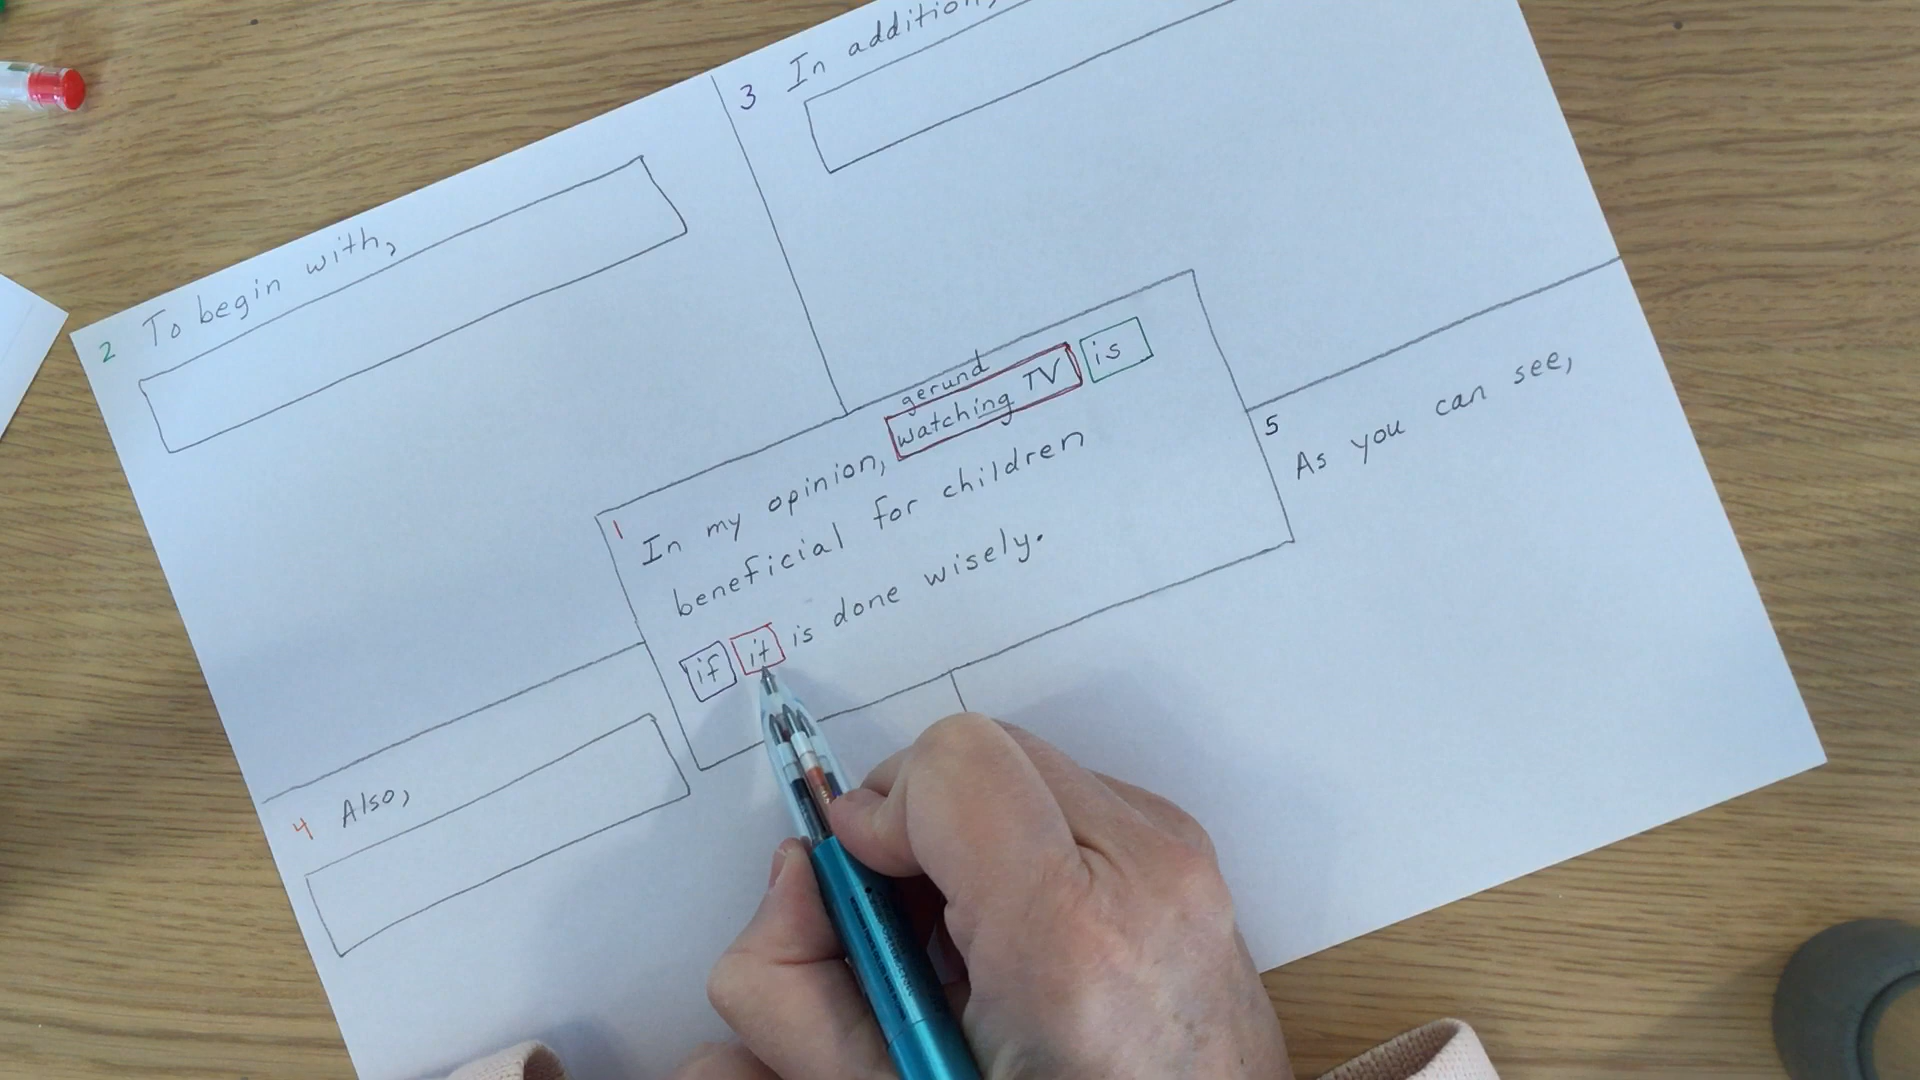 3 In addition,
2 To begin with,
gerund
1 In my opinion, watching TV is
beneficial for children
if it is done wisely.
4 Also,
5
As you can see,